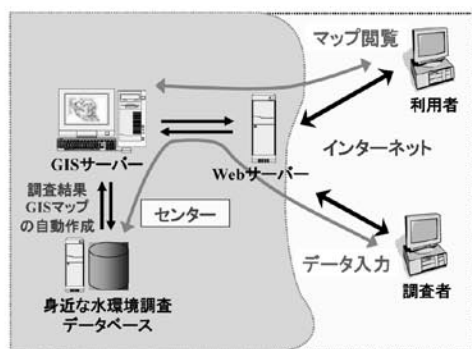 マップ閲覧
利用者
GISサーバー
Webサーバー
インターネット
調査結果
GISマップ
の自動作成
センター
データ入力
調査者
身近な水環境調査
データベース